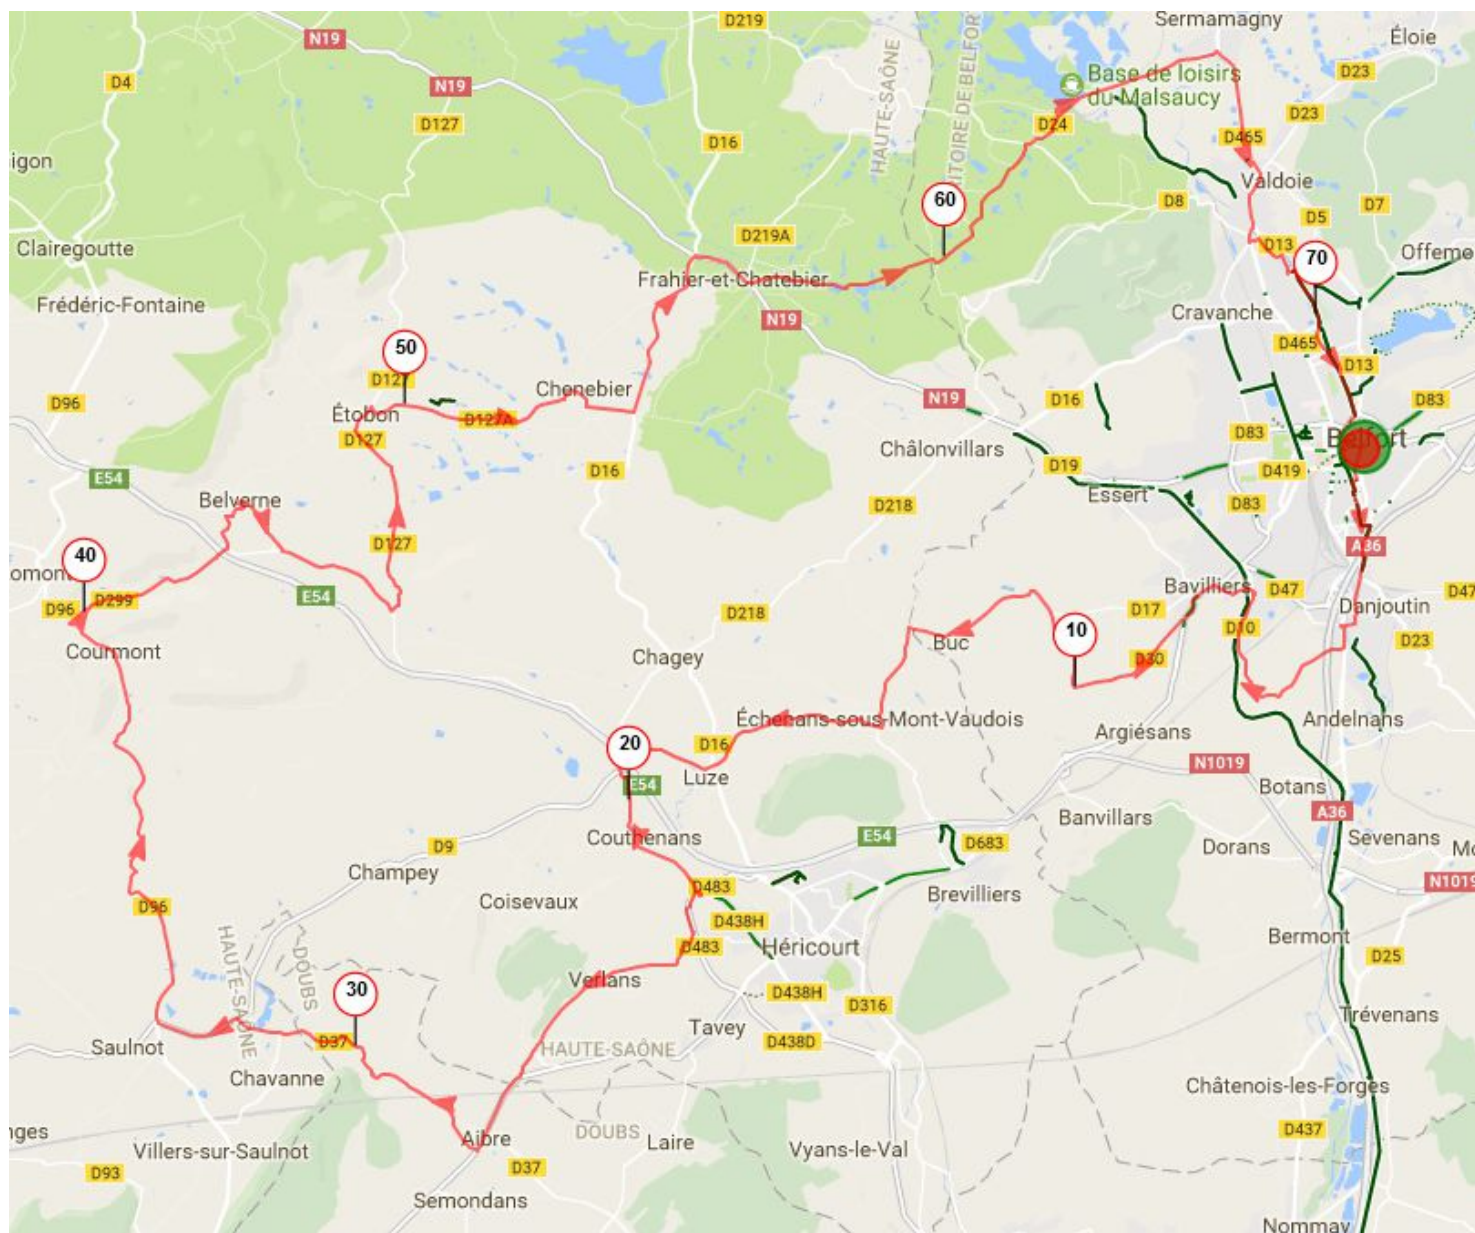 D219
Sermamagny
N19
Éloie
D4
N19
Base de loisirs
du Malsaucy
D23
D127
D16
HAUTE-SAÔNE
D24
D23
D465
igon
Valdoie
60
D8
D5
D7
Clairegoutte
D219A
D13
70
Offemo
Frahier-et-Chatebier
Frédéric-Fontaine
N19
Cravanche
D465
50
D13
D127
Chenebier
N19
D16
D83
D96
Étobon
D127A
D127
Châlonvillars
D83
Belfort
D16
D19
D419
E54
Belverne
D218
Essert
D83
D127
A36
40
E54
Bavilliers
D47
D47
D96
D299
D218
D17
Danjoutin
10
D10
D23
Courmont
Chagey
Buc
D30
Échenans-sous-Mont-Vaudois
Andelnans
20
D16
Argiésans
Luze
N1019
E54
Botans
Couthenans
E54
Banvillars
A36
D9
D683
Dorans
Sevenans
Champey
D483
Brevilliers
N1019
Coisevaux
D96
D438H
HAUTE-SAÔNE
DOUBS
D483
Héricourt
Bermont
D25
30
Verlans
D438H
D316
Tavey
Trévenans
D37
D438D
Saulnot
HAUTE-SAÔNE
Chavanne
Châtenois-les-Forges
nges
Aibre
DOUBS
D437
Villers-sur-Saulnot
Laire
Vyans-le-Val
D93
D37
Semondans
Nommay